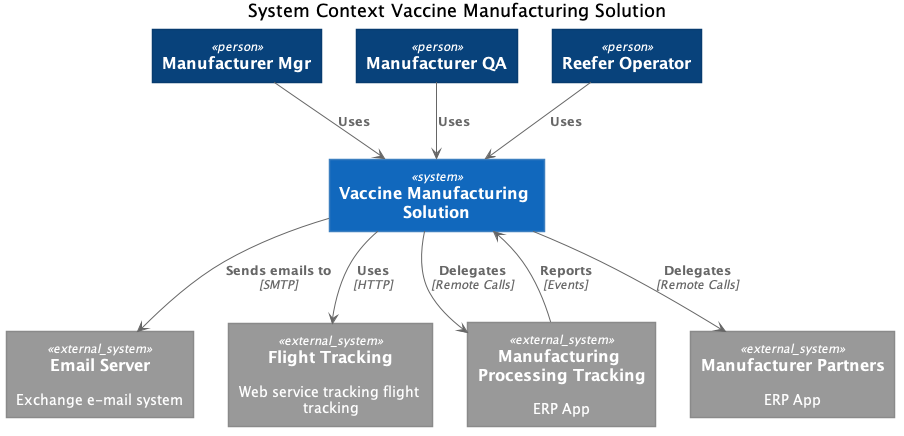 System Context Vaccine Manufacturing Solution
«person»
Manufacturer Mgr
«person»
Manufacturer QA
«person»
Reefer Operator
Uses
Uses
Uses
«system»
Vaccine Manufacturing
Solution
Sends emails to
[SMTP]
Uses
[HTTP]
Delegates
[Remote Calls]
Reports
[Events]
Delegates
[Remote Calls]
«external_system»
Email Server
Exchange e-mail system
«external_system»
Flight Tracking
Web service tracking flight
tracking
«external_system»
Manufacturing
Processing Tracking
ERP App
«external_system»
Manufacturer Partners
ERP App